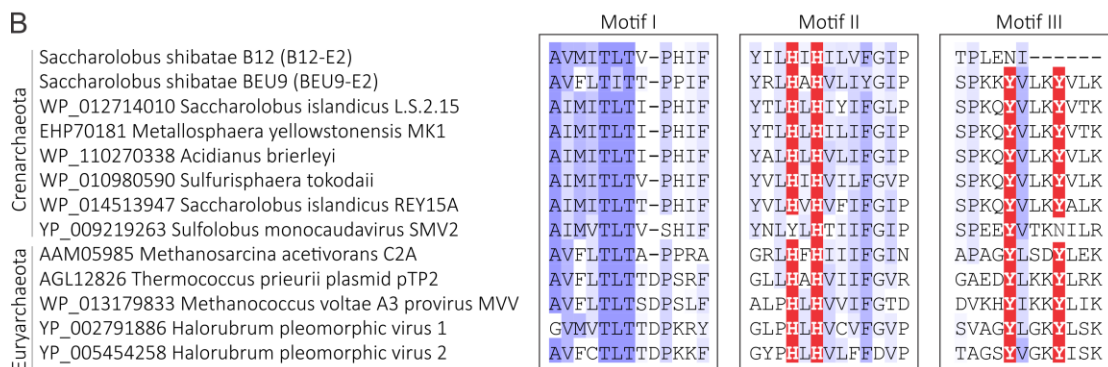 B
Motif I Motif II Motif III
Crenarchaeota
Saccharolobus shibatae B12 (B12-E2) AVMITLTV-PHIF YILHIHILVFGIP TPLENI------
Saccharolobus shibatae BEU9 (BEU9-E2) AVFLTLTT-PPIF YRLHAHVLIYGIP SPKKYVLKYVLK
WP_012714010 Saccharolobus islandicus L.S.2.15 AIMITLTI-PHIF YTLHLHIYIFGLP SPKQYVLKYVTK
EHP70181 Metallosphaera yellowstonensis MK1 AIMITLTV-PHIF YTLHLHILIFGIP SPKQYVLKYVTK
WP_110270338 Acidianus brierleyi AIMITLTV-PHIF YALHLHVLIFGIP SPKQYVLKYVLK
WP_010980590 Sulfurisphaera tokodaii AIMITLTV-PHIF YVLHIHVILFGVP SPKQYVLKYVLK
WP_014513947 Saccharolobus islandicus REY15A AIMITLTV-PHIF YVLHVHVFIFGIP SPKQYVLKYALK
YP_009219263 Sulfolobus monocaudavirus SMV2 AIMVTLTV-SHIF YNLYLHTIIFGIP SPEEYVTKNILR
Euryarchaeota
AAM05985 Methanosarcina acetivorans C2A AVFLTLTA-PPRA GRLHFHIIIFGIN APAGYLSDYLEK
AGL12826 Thermococcus prieurii plasmid pTP2 AVFLTLTTDPSRF GLLHAHVIIFGVR GAEDYLKKYLRK
WP_013179833 Methanococcus voltae A3 provirus MVV AVFLTLTSDPSLF ALPHLHVVIFGTD DVKHYIKKYLIK
YP_002791886 Halorubrum pleomorphic virus 1 GVMVTLTTDPKRY GLPHLHVCVFGVP SVAGYLGKYLSK
YP_005454258 Halorubrum pleomorphic virus 2 AVFCTLTTDPKKF GYPHLHVLFFDVP TAGSYVGKYISK